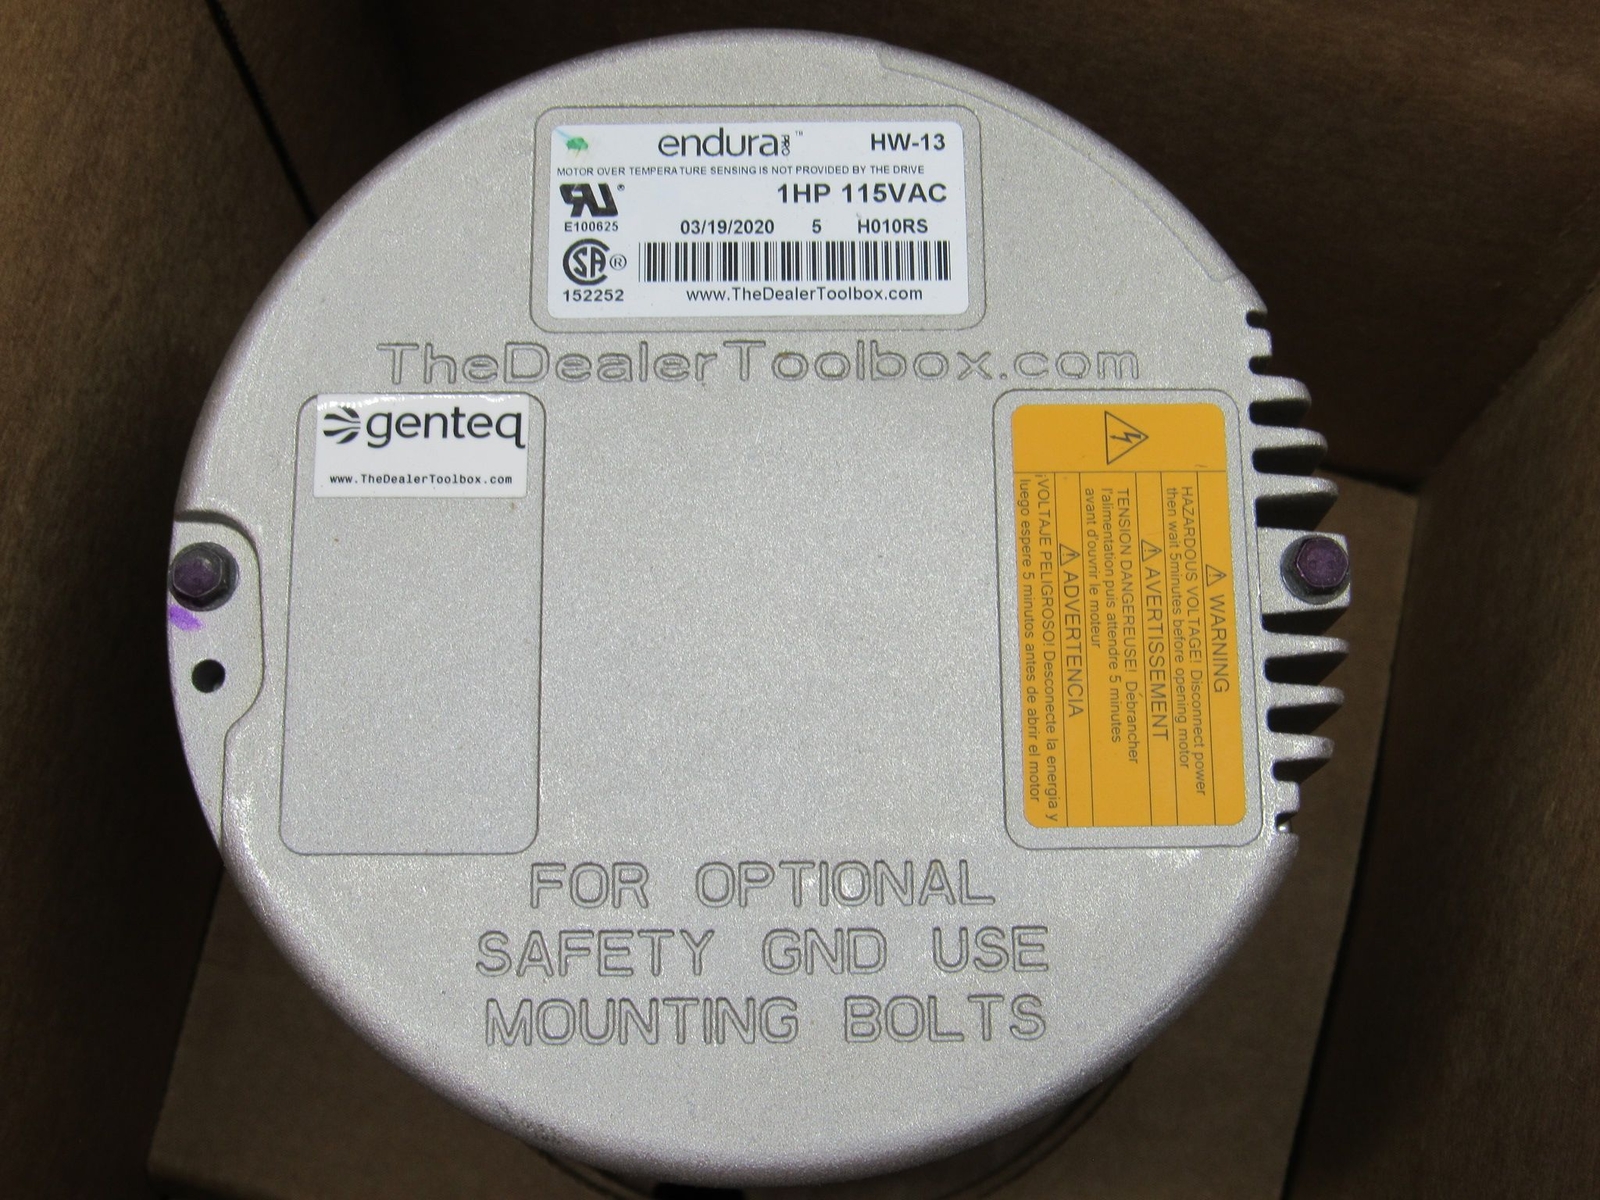 endura PRO ™ HW-13
MOTOR OVER TEMPERATURE SENSING IS NOT PROVIDED BY THE DRIVE
1HP 115VAC
E100625
03/19/2020 5 H010RS
152252
www.TheDealerToolbox.com
TheDealerToolbox.com
genteq
www.TheDealerToolbox.com
⚠ WARNING
HAZARDOUS VOLTAGE! Disconnect power
then wait 5minutes before opening motor
⚠ AVERTISSEMENT
TENSION DANGEREUSE! Débrancher
l'alimentation puis attendre 5 minutes
avant d'ouvrir le moteur
⚠ ADVERTENCIA
¡VOLTAJE PELIGROSO! Desconecte la energia y
luego espere 5 minutos antes de abrir el motor
FOR OPTIONAL
SAFETY GND USE
MOUNTING BOLTS